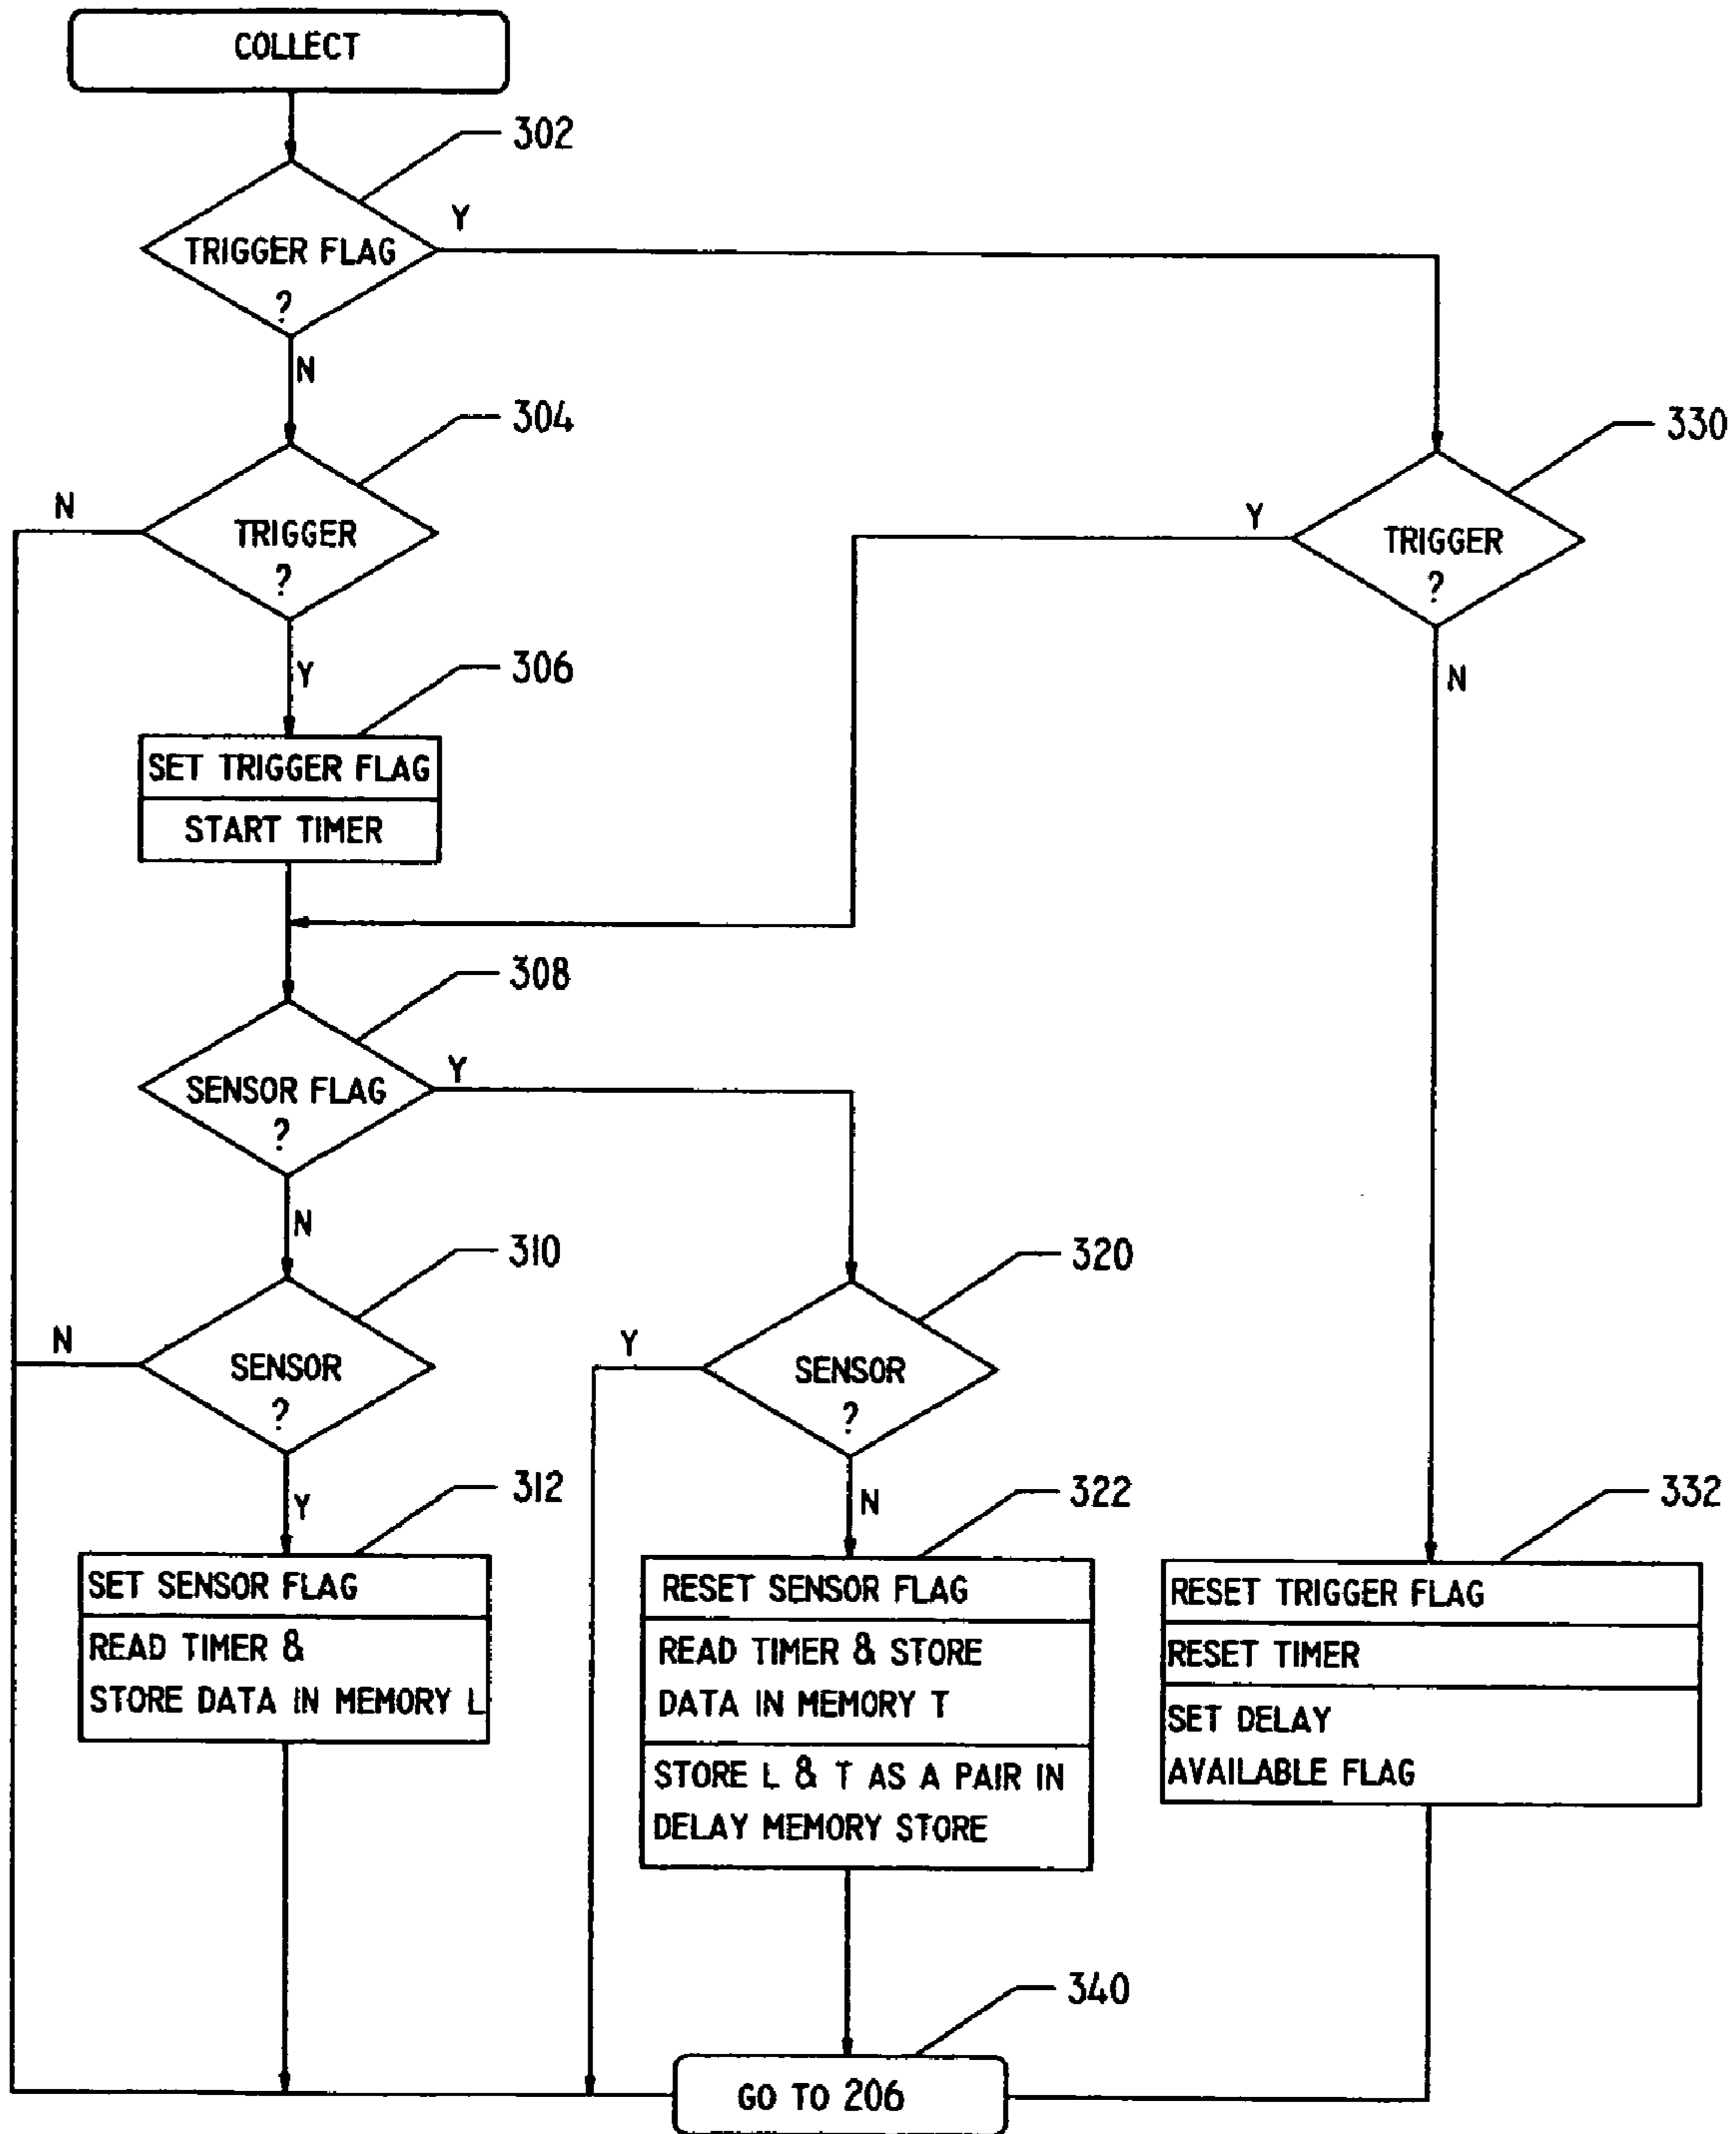 COLLECT
302
TRIGGER FLAG
?
Y
N
304
TRIGGER
?
N
Y
330
TRIGGER
?
Y
N
306
SET TRIGGER FLAG
START TIMER
308
SENSOR FLAG
?
Y
N
310
SENSOR
?
N
Y
320
SENSOR
?
Y
N
312
SET SENSOR FLAG
READ TIMER &
STORE DATA IN MEMORY L
322
RESET SENSOR FLAG
READ TIMER & STORE
DATA IN MEMORY T
STORE L & T AS A PAIR IN
DELAY MEMORY STORE
332
RESET TRIGGER FLAG
RESET TIMER
SET DELAY
AVAILABLE FLAG
340
GO TO 206